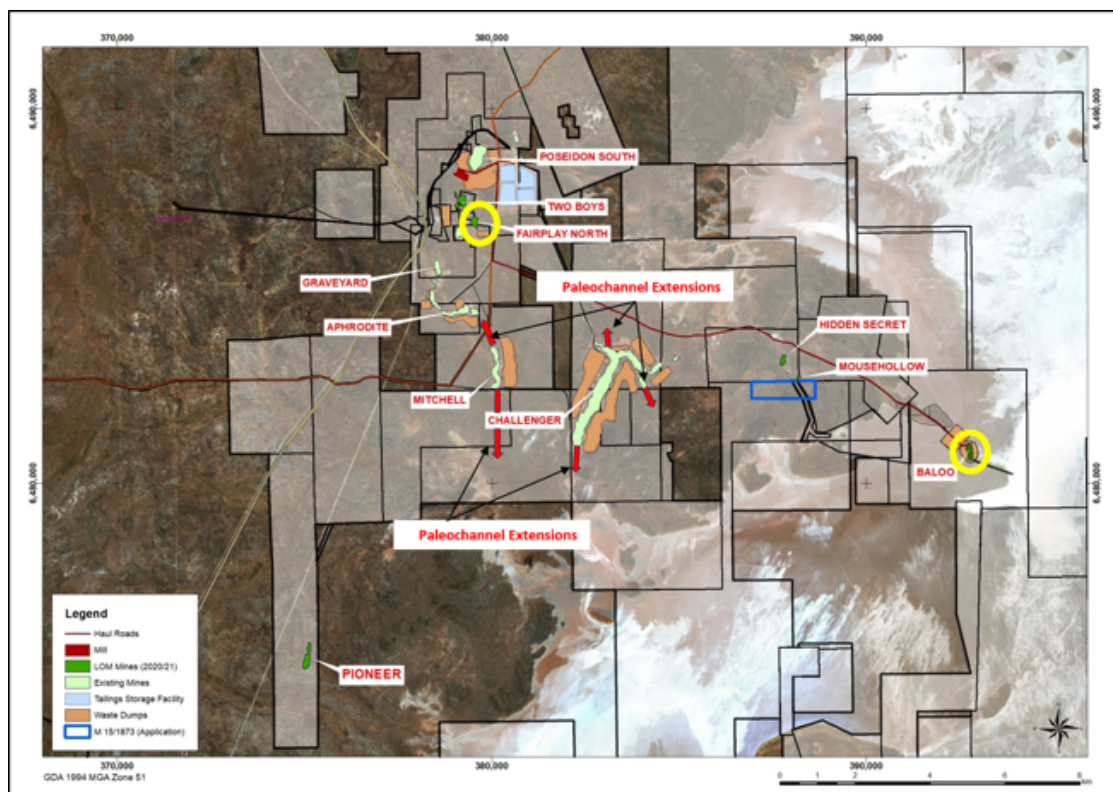 370,000
380,000
390,000
6,490,000
6,490,000
POSEIDON SOUTH
TWO BOYS
FAIRPLAY NORTH
GRAVEYARD
Paleochannel Extensions
APHRODITE
HIDDEN SECRET
MOUSEHOLLOW
MITCHELL
CHALLENGER
BALOO
6,480,000
6,480,000
Paleochannel Extensions
PIONEER
Legend
Haul Roads
Mill
LOM Mines (2020/21)
Existing Mines
Tailings Storage Facility
Waste Dumps
M 15/1873 (Application)
370,000
380,000
390,000
GDA 1994 MGA Zone 51
0 1 2 4 6 8
km